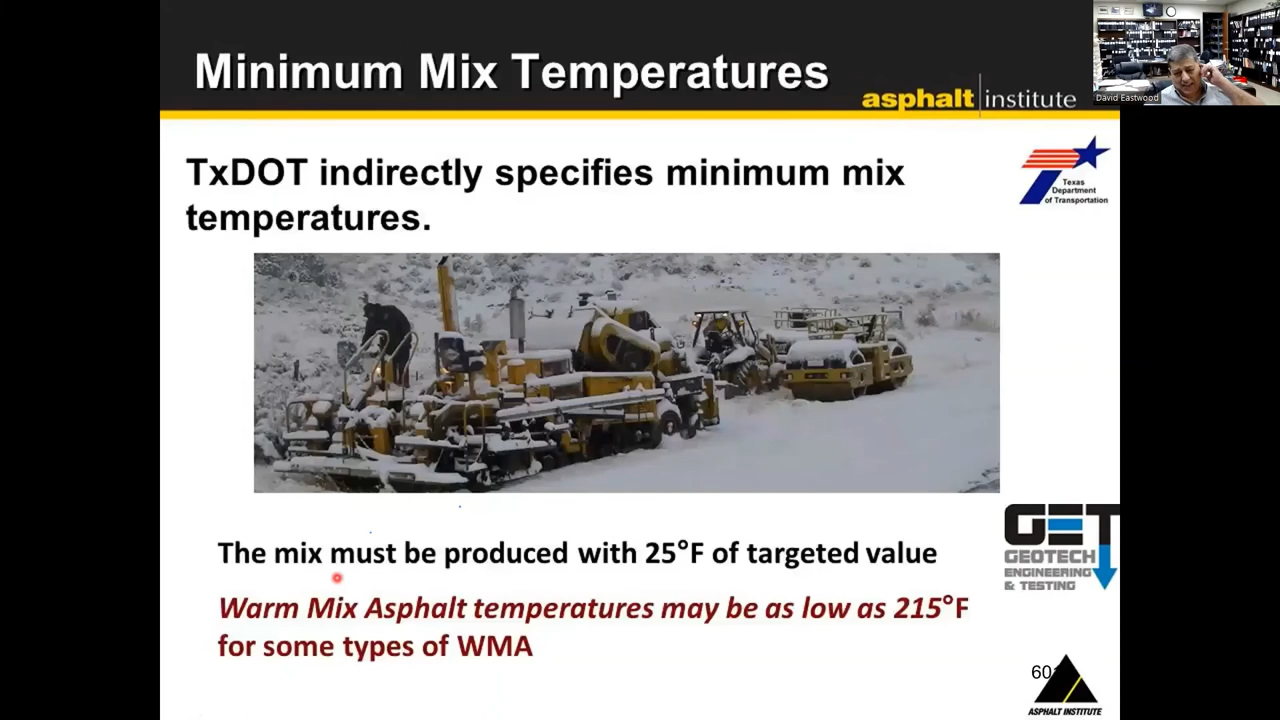 Minimum Mix Temperatures
asphalt institute
David Eastwood
TxDOT indirectly specifies minimum mix
temperatures.
Texas
Department
of Transportation
The mix must be produced with 25°F of targeted value
GET
GEOTECH
ENGINEERING
& TESTING
Warm Mix Asphalt temperatures may be as low as 215°F
for some types of WMA
ASPHALT INSTITUTE